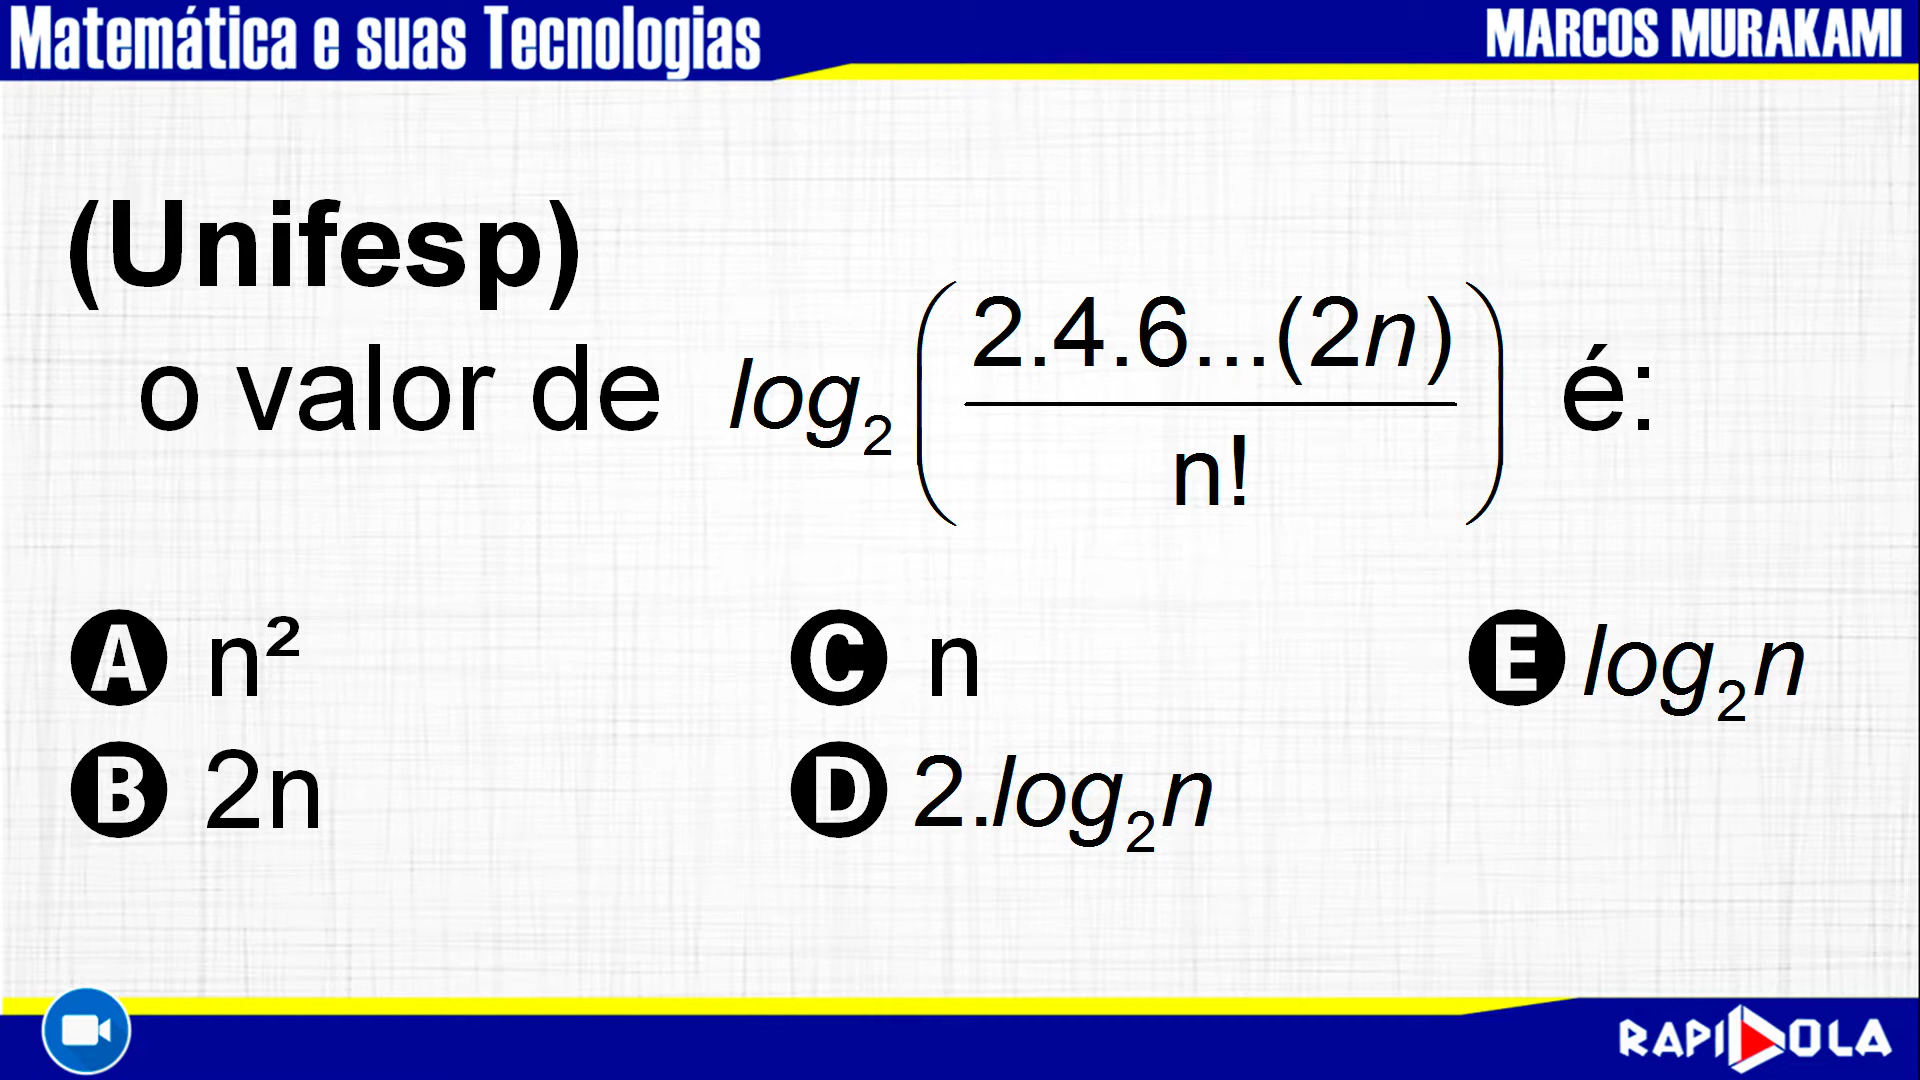 Matemática e suas Tecnologias
MARCOS MURAKAMI
(Unifesp)
o valor de log₂(2.4.6...(2n)/n!) é:
A n²
C n
E log₂n
B 2n
D 2.log₂n
RAPIDOLA